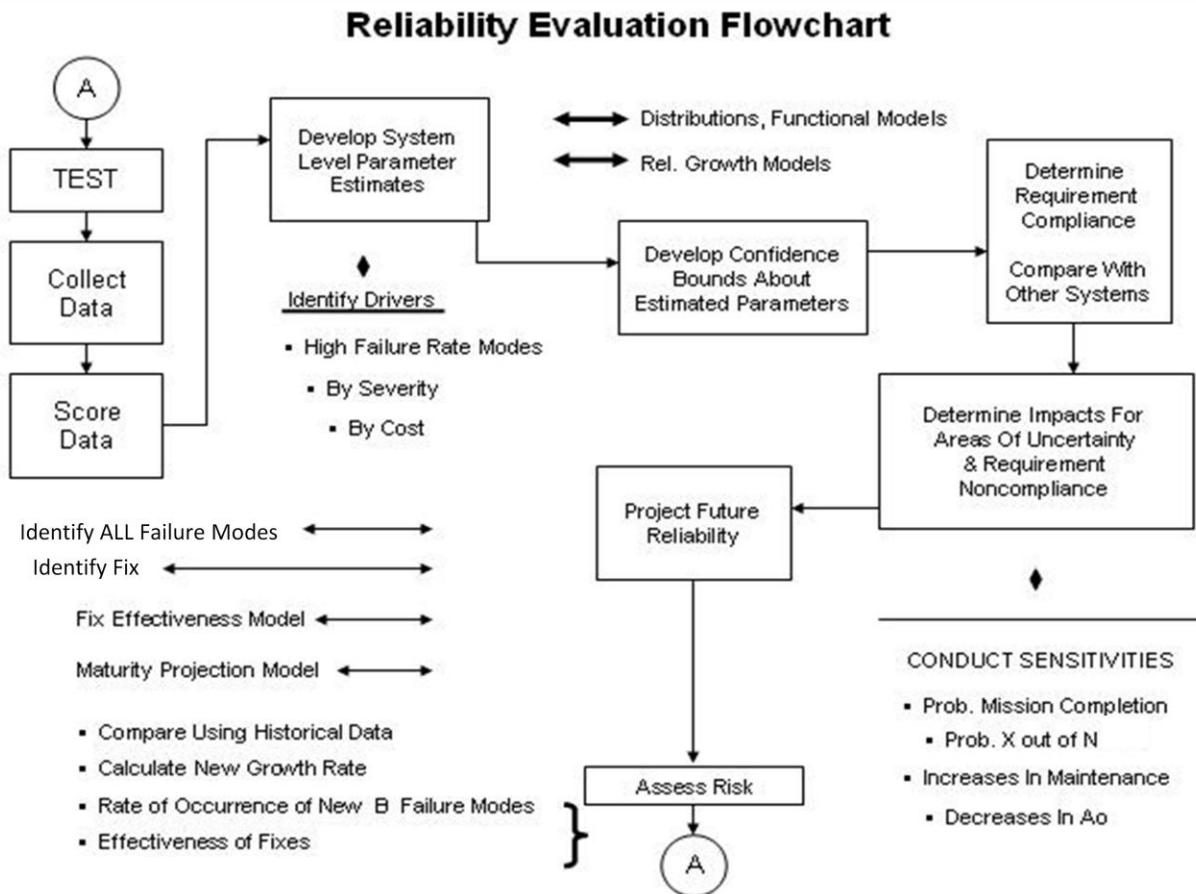 Reliability Evaluation Flowchart
A
TEST
Collect
Data
Score
Data
Develop System
Level Parameter
Estimates
Distributions, Functional Models
Rel. Growth Models
Identify Drivers
▪ High Failure Rate Modes
▪ By Severity
▪ By Cost
Develop Confidence
Bounds About
Estimated Parameters
Determine
Requirement
Compliance
Compare With
Other Systems
Determine Impacts For
Areas Of Uncertainty
& Requirement
Noncompliance
Project Future
Reliability
Identify ALL Failure Modes
Identify Fix
Fix Effectiveness Model
Maturity Projection Model
▪ Compare Using Historical Data
▪ Calculate New Growth Rate
▪ Rate of Occurrence of New B Failure Modes
▪ Effectiveness of Fixes
CONDUCT SENSITIVITIES
▪ Prob. Mission Completion
▪ Prob. X out of N
▪ Increases In Maintenance
▪ Decreases In Ao
Assess Risk
A